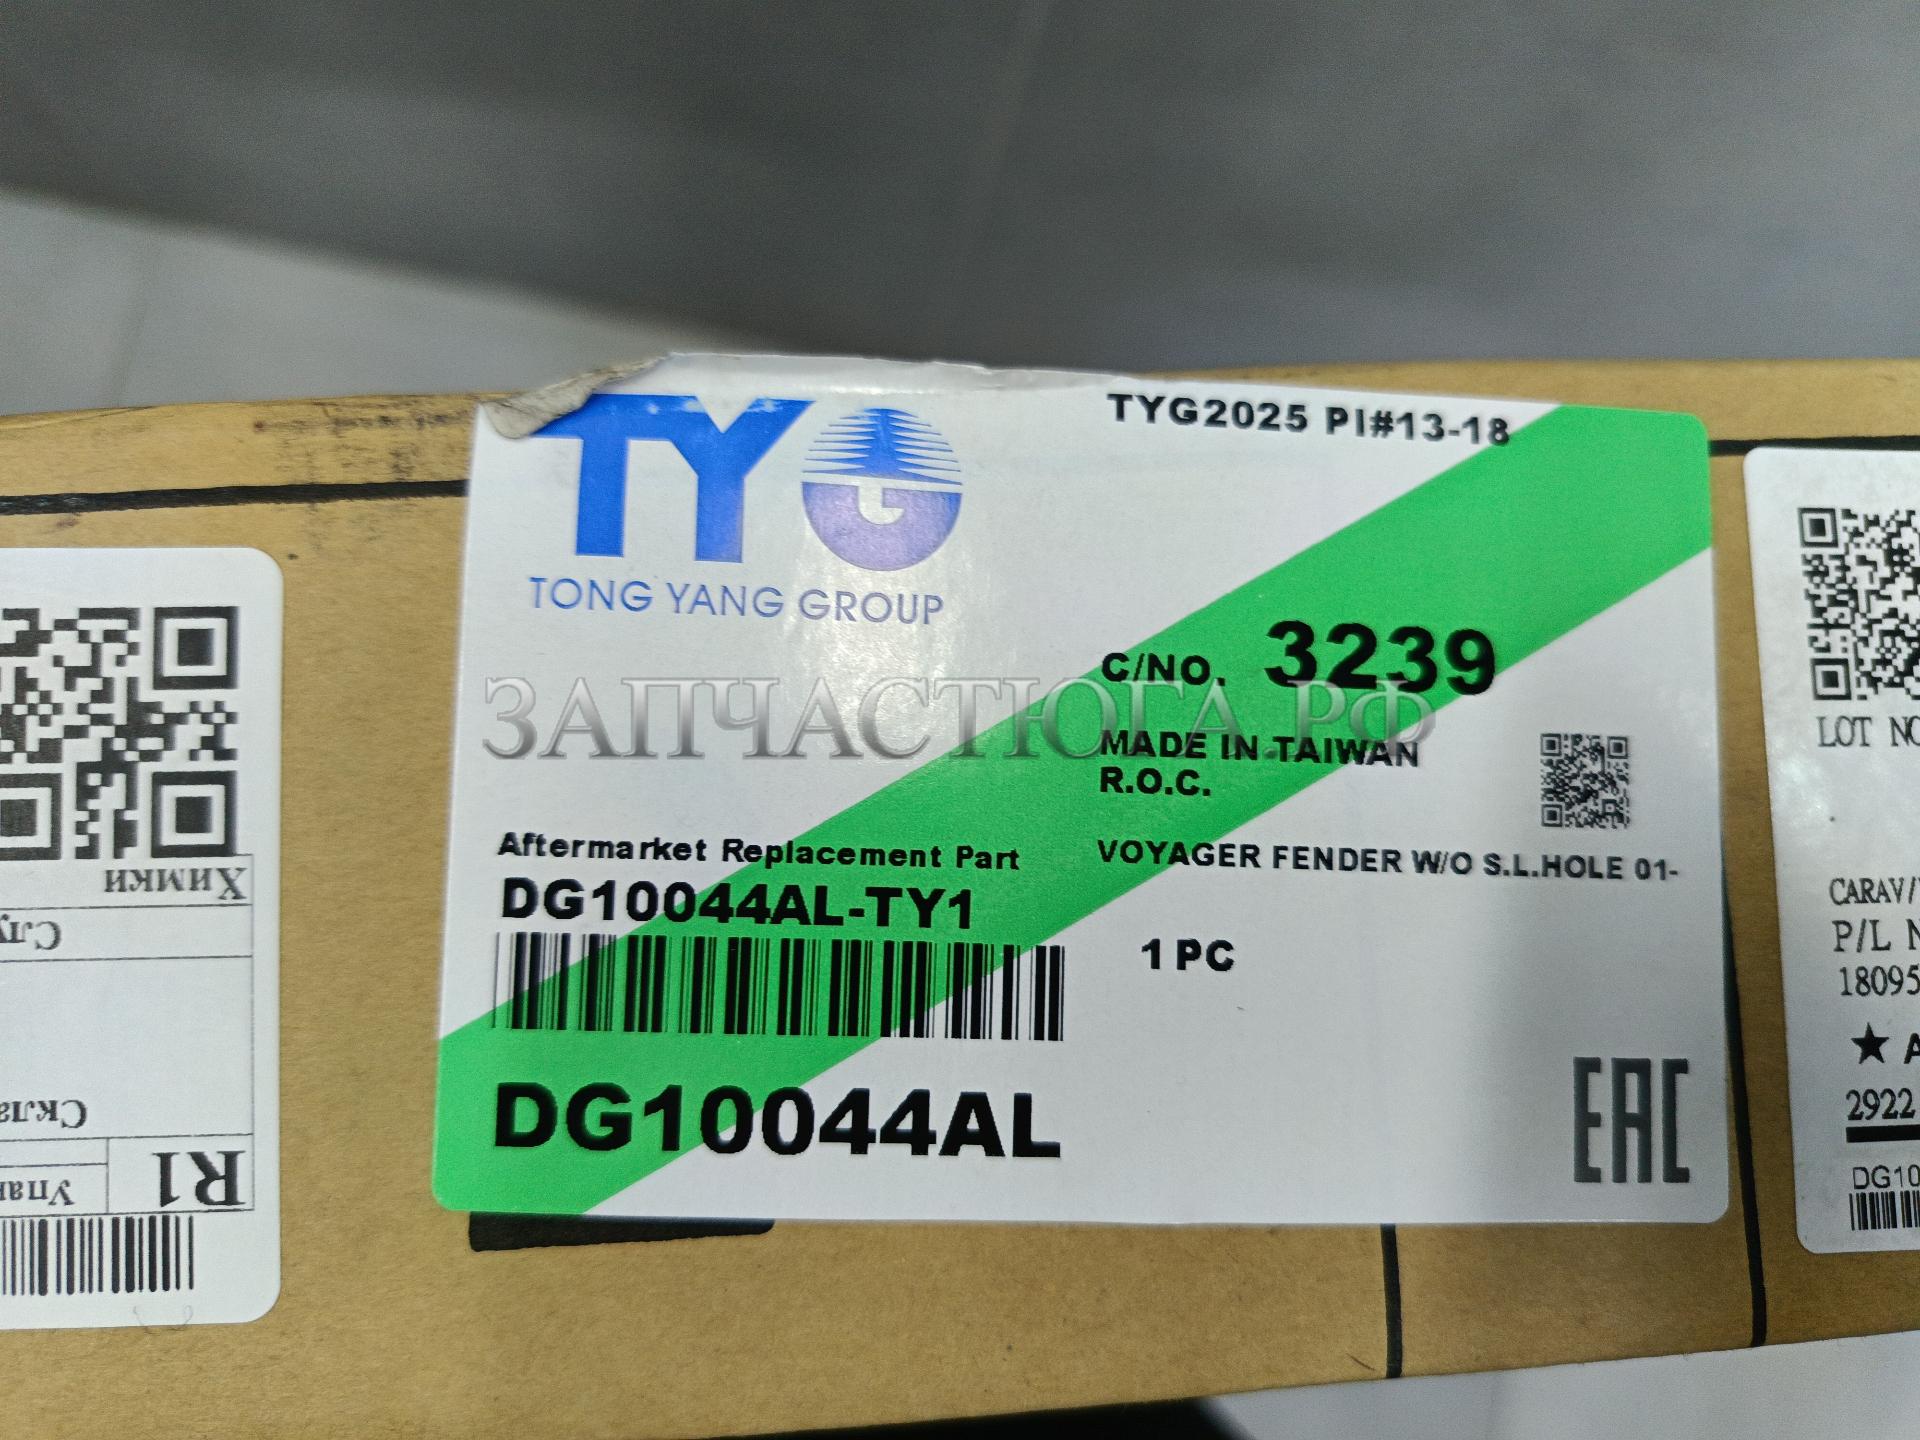 TYG
TONG YANG GROUP
TYG2025 PI#13-18
C/NO. 3239
ЗАПЧАСТЮГА.РФ
MADE IN TAIWAN
R.O.C.
Aftermarket Replacement Part
DG10044AL-TY1
VOYAGER FENDER W/O S.L.HOLE 01-
1 PC
DG10044AL
EAC
Химки
R1
LOT NO
CARAV/
P/L
18095
★ A
2922
DG10